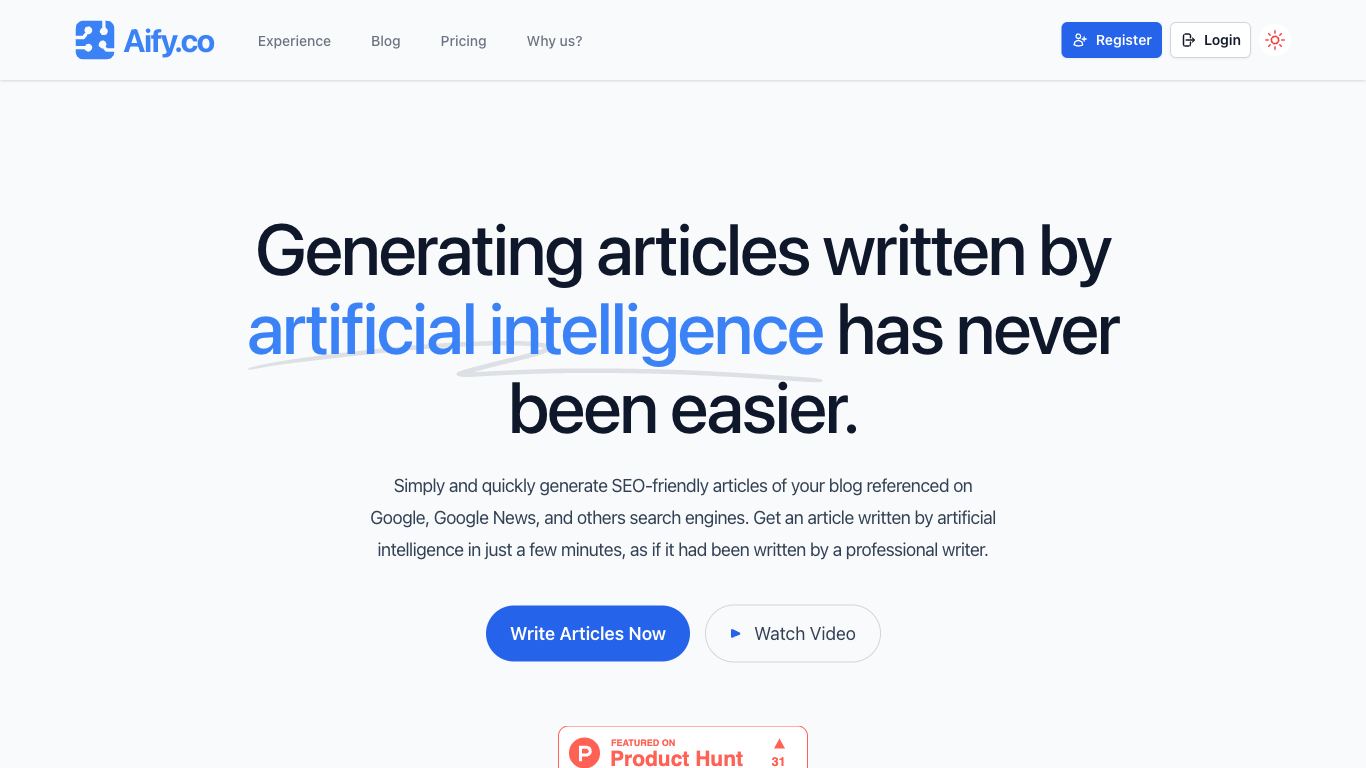 Aify.co
Experience
Blog
Pricing
Why us?
Register
Login
Generating articles written by
artificial intelligence has never
been easier.
Simply and quickly generate SEO-friendly articles of your blog referenced on
Google, Google News, and others search engines. Get an article written by artificial
intelligence in just a few minutes, as if it had been written by a professional writer.
Write Articles Now
Watch Video
P
FEATURED ON
Product Hunt
31